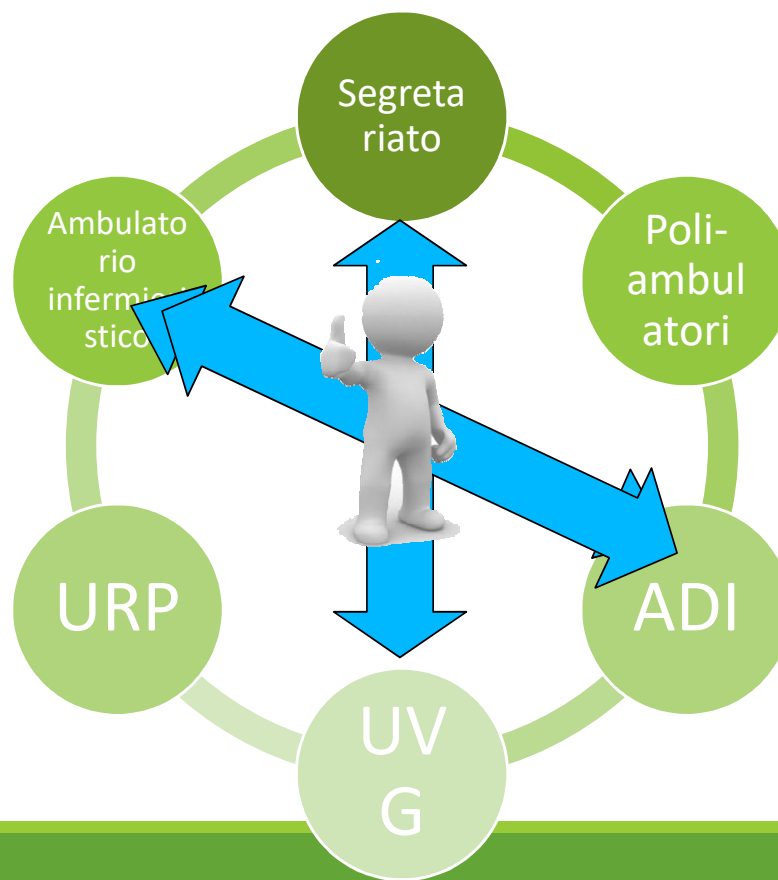 Segreta
riato
Ambulato
rio
stico
Poli-
ambul
atori
URP
ADI
UV
G